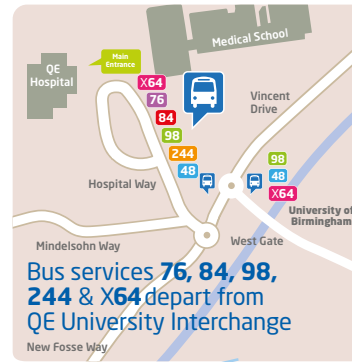 Medical School
Main
Entrance
QE
Hospital
X64
76
84
98
244
48
Vincent
Drive
98
48
X64
Hospital Way
University of
Birmingham
Mindelsohn Way
West Gate
Bus services 76, 84, 98,
244 & X64 depart from
QE University Interchange
New Fosse Way